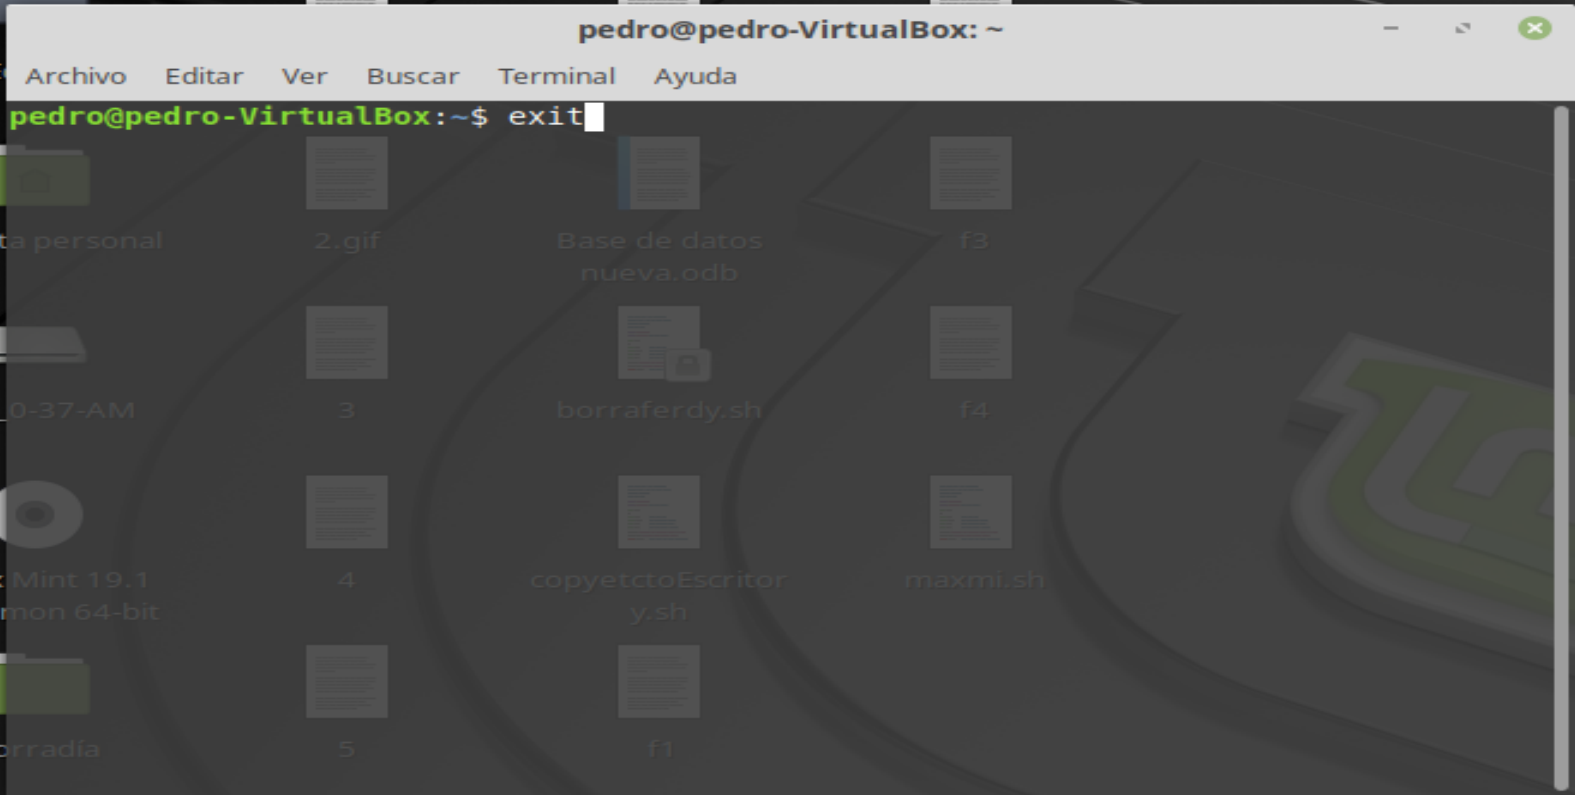 pedro@pedro-VirtualBox: ~
Archivo Editar Ver Buscar Terminal Ayuda
pedro@pedro-VirtualBox:~$ exit
ta personal 2.gif Base de datos nueva.odb f3
0-37-AM 3 borraferdy.sh f4
Mint 19.1 mon 64-bit 4 copyetctoEscritory.sh maxmi.sh
orradía 5 f1